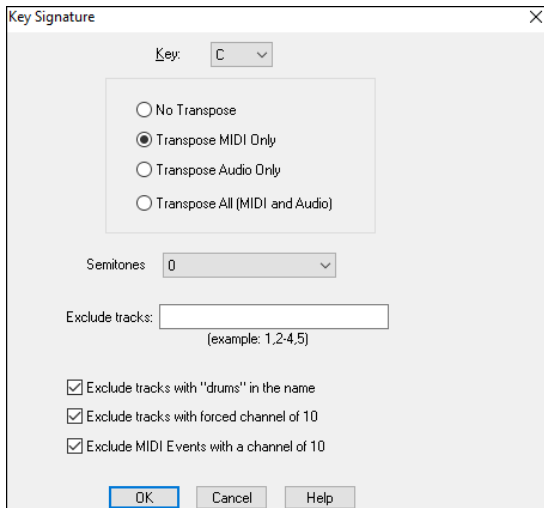 Key Signature
Key: C
No Transpose
Transpose MIDI Only
Transpose Audio Only
Transpose All (MIDI and Audio)
Semitones 0
Exclude tracks:
(example: 1,2-4,5)
Exclude tracks with "drums" in the name
Exclude tracks with forced channel of 10
Exclude MIDI Events with a channel of 10
OK Cancel Help